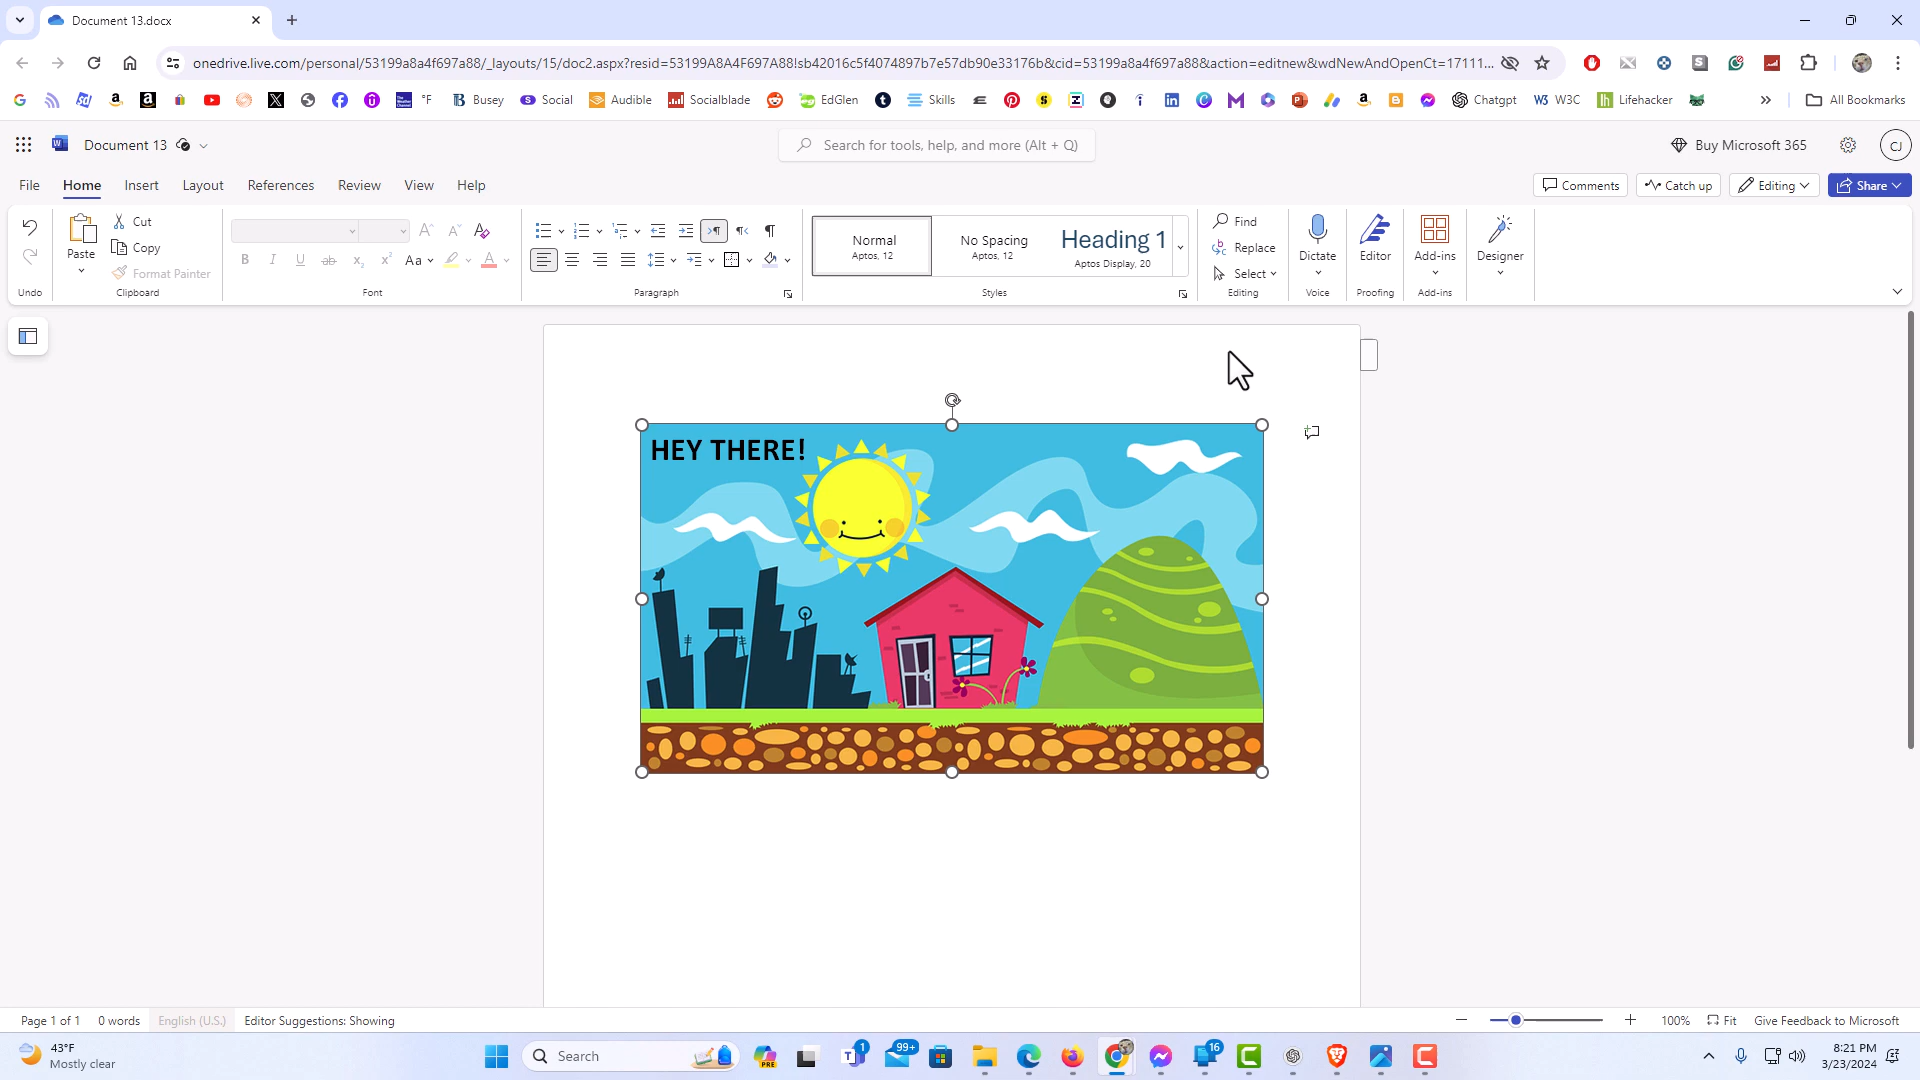 Document 13.docx
onedrive.live.com/personal/53199a8a4f697a88/_layouts/15/doc2.aspx?resid=53199A8A4F697A88!sb42016c5f4074897b7e57db90e33176b&cid=53199a8a4f697a88&action=editnew&wdNewAndOpenCt=17111...
°F Busey Social Audible Socialblade EdGlen Skills Chatgpt W3C Lifehacker All Bookmarks
Document 13 Search for tools, help, and more (Alt + Q) Buy Microsoft 365 CJ
File Home Insert Layout References Review View Help Comments Catch up Editing Share
Paste Cut Copy Format Painter
Normal
Aptos, 12
No Spacing
Aptos, 12
Heading 1
Aptos Display, 20
Find
Replace
Select
Dictate Editor Add-ins Designer
Undo Clipboard Font Paragraph Styles Editing Voice Proofing Add-ins
HEY THERE!
Page 1 of 1 0 words English (U.S.) Editor Suggestions: Showing 100% Fit Give Feedback to Microsoft
43°F
Mostly clear
Search
PRE
1
99+
16
8:21 PM
3/23/2024